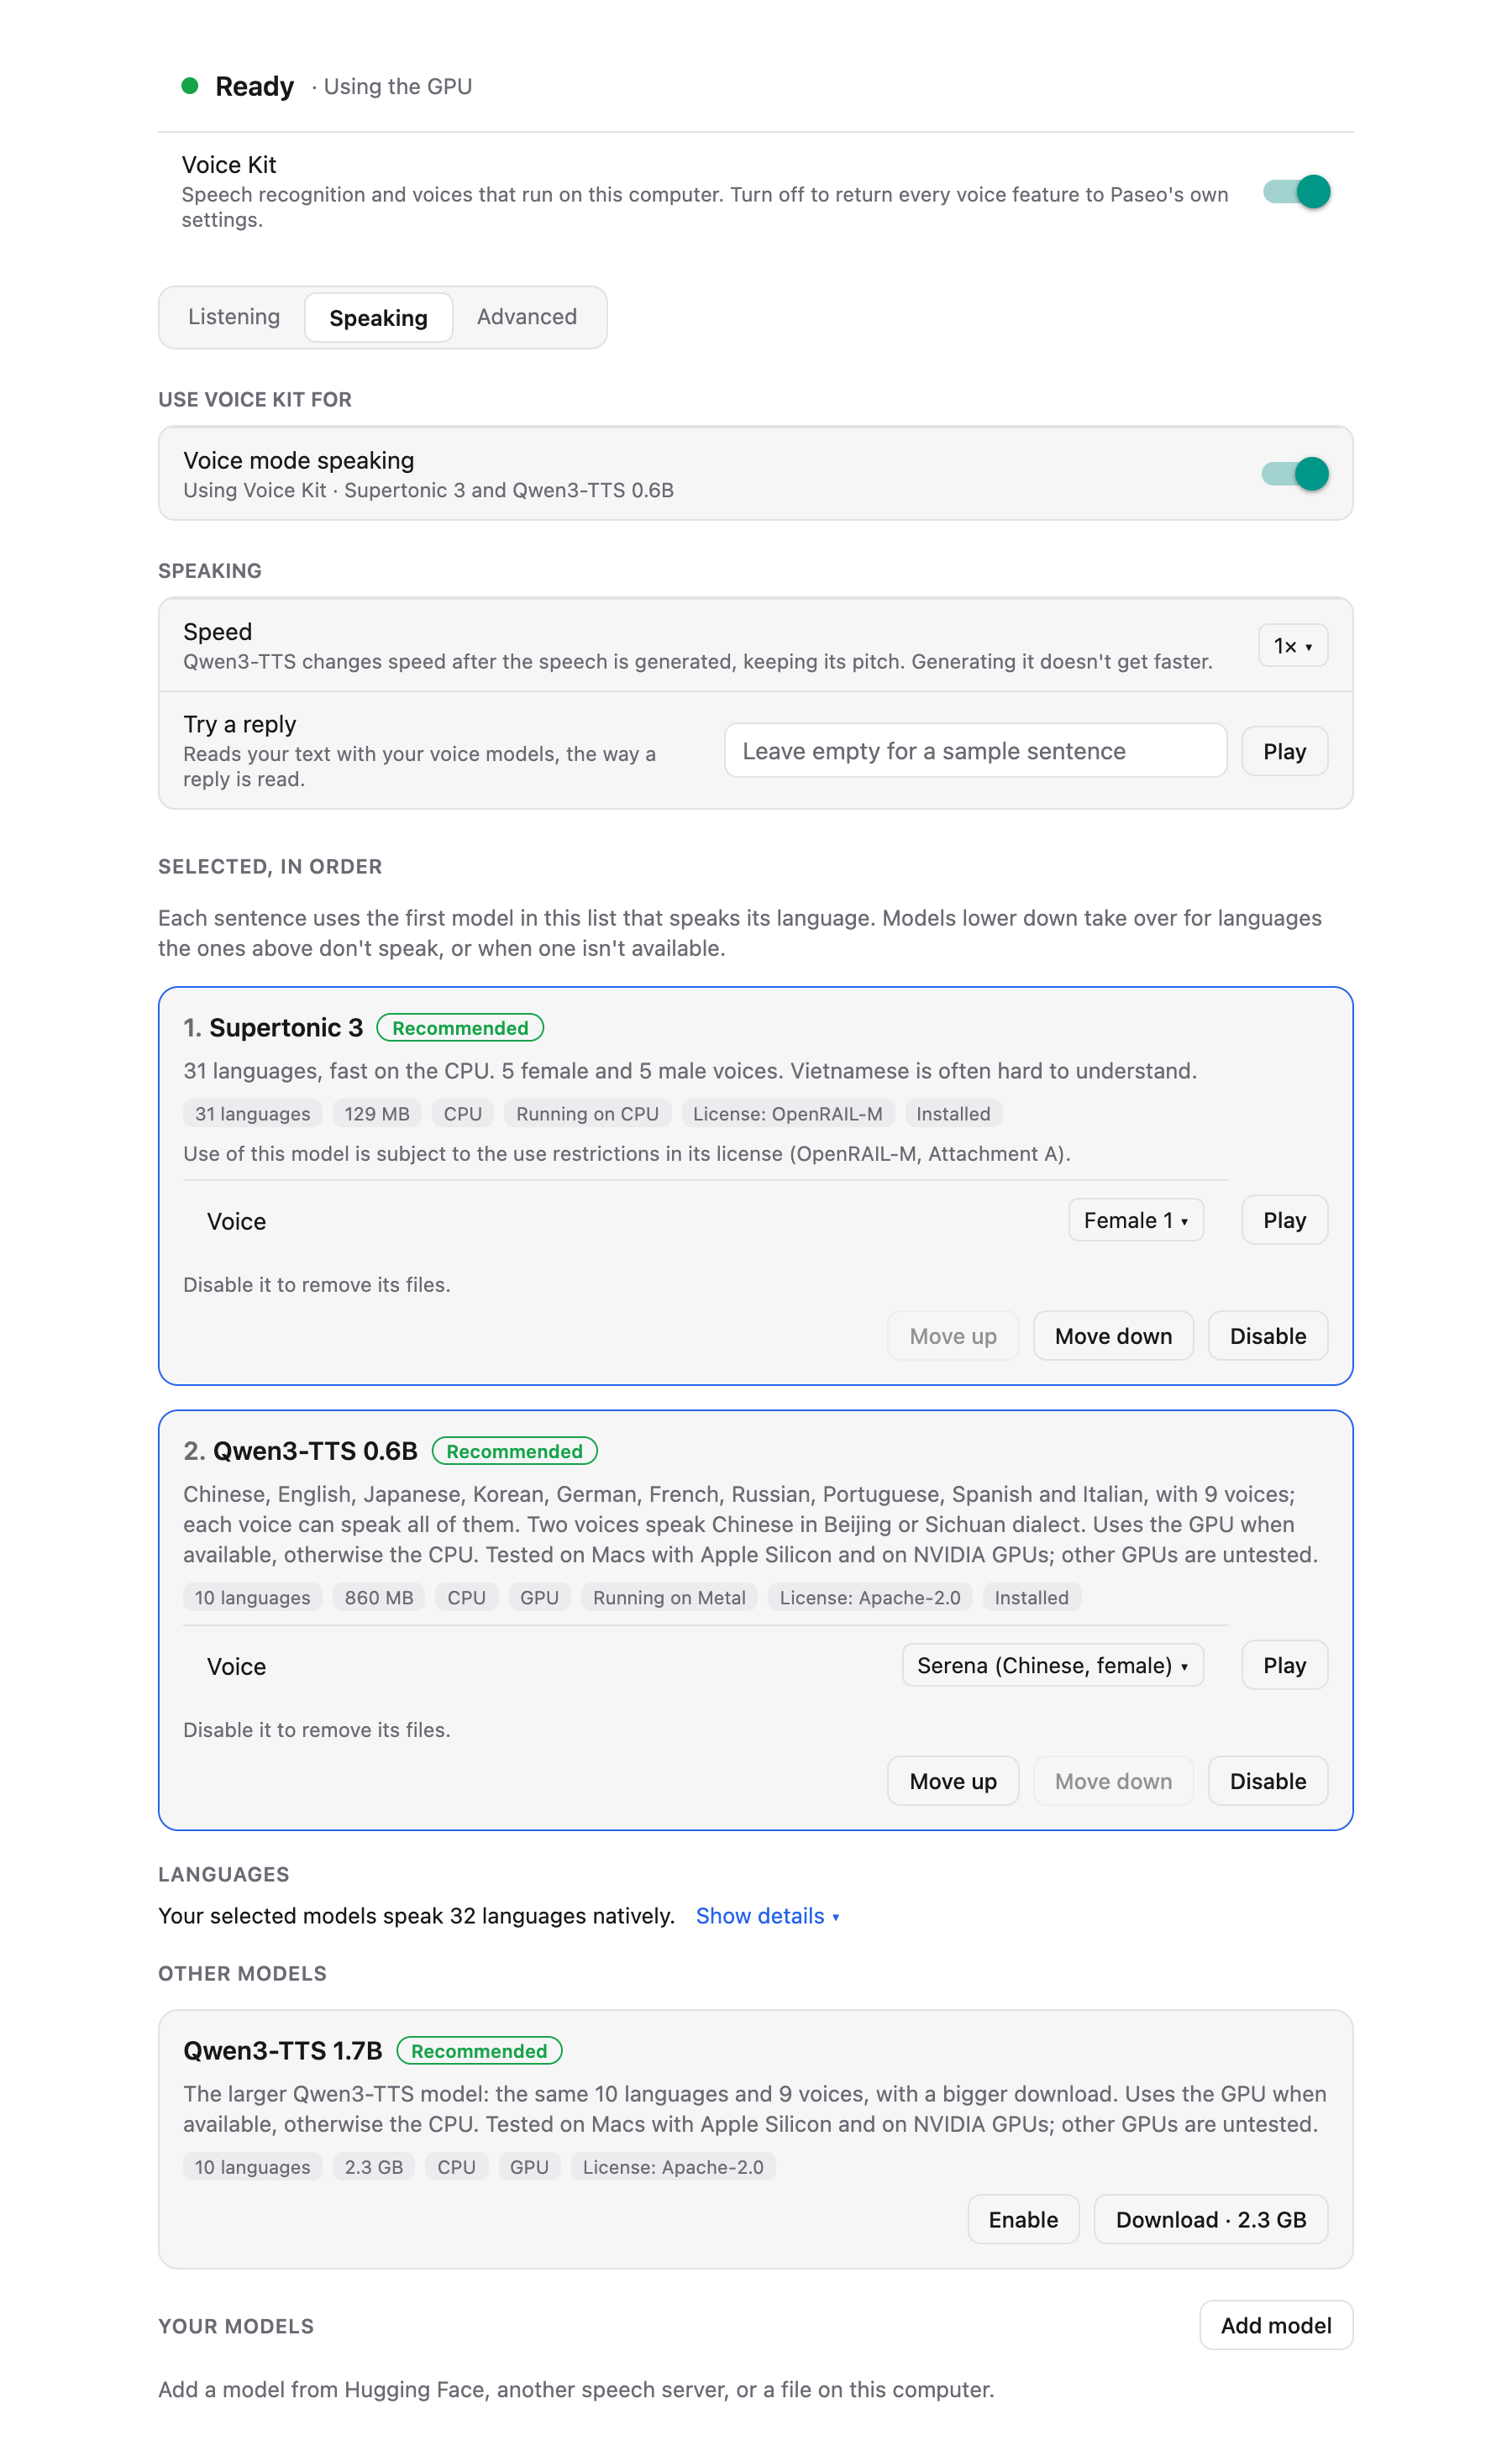 Ready · Using the GPU
Voice Kit
Speech recognition and voices that run on this computer. Turn off to return every voice feature to Paseo's own
settings.
Listening Speaking Advanced
USE VOICE KIT FOR
Voice mode speaking
Using Voice Kit · Supertonic 3 and Qwen3-TTS 0.6B
SPEAKING
Speed
Qwen3-TTS changes speed after the speech is generated, keeping its pitch. Generating it doesn't get faster.
1× ▾
Try a reply
Reads your text with your voice models, the way a
reply is read.
Leave empty for a sample sentence
Play
SELECTED, IN ORDER
Each sentence uses the first model in this list that speaks its language. Models lower down take over for languages
the ones above don't speak, or when one isn't available.
1. Supertonic 3 Recommended
31 languages, fast on the CPU. 5 female and 5 male voices. Vietnamese is often hard to understand.
31 languages 129 MB CPU Running on CPU License: OpenRAIL-M Installed
Use of this model is subject to the use restrictions in its license (OpenRAIL-M, Attachment A).
Voice Female 1 ▾ Play
Disable it to remove its files.
Move up Move down Disable
2. Qwen3-TTS 0.6B Recommended
Chinese, English, Japanese, Korean, German, French, Russian, Portuguese, Spanish and Italian, with 9 voices;
each voice can speak all of them. Two voices speak Chinese in Beijing or Sichuan dialect. Uses the GPU when
available, otherwise the CPU. Tested on Macs with Apple Silicon and on NVIDIA GPUs; other GPUs are untested.
10 languages 860 MB CPU GPU Running on Metal License: Apache-2.0 Installed
Voice Serena (Chinese, female) ▾ Play
Disable it to remove its files.
Move up Move down Disable
LANGUAGES
Your selected models speak 32 languages natively. Show details ▾
OTHER MODELS
Qwen3-TTS 1.7B Recommended
The larger Qwen3-TTS model: the same 10 languages and 9 voices, with a bigger download. Uses the GPU when
available, otherwise the CPU. Tested on Macs with Apple Silicon and on NVIDIA GPUs; other GPUs are untested.
10 languages 2.3 GB CPU GPU License: Apache-2.0
Enable Download · 2.3 GB
YOUR MODELS Add model
Add a model from Hugging Face, another speech server, or a file on this computer.